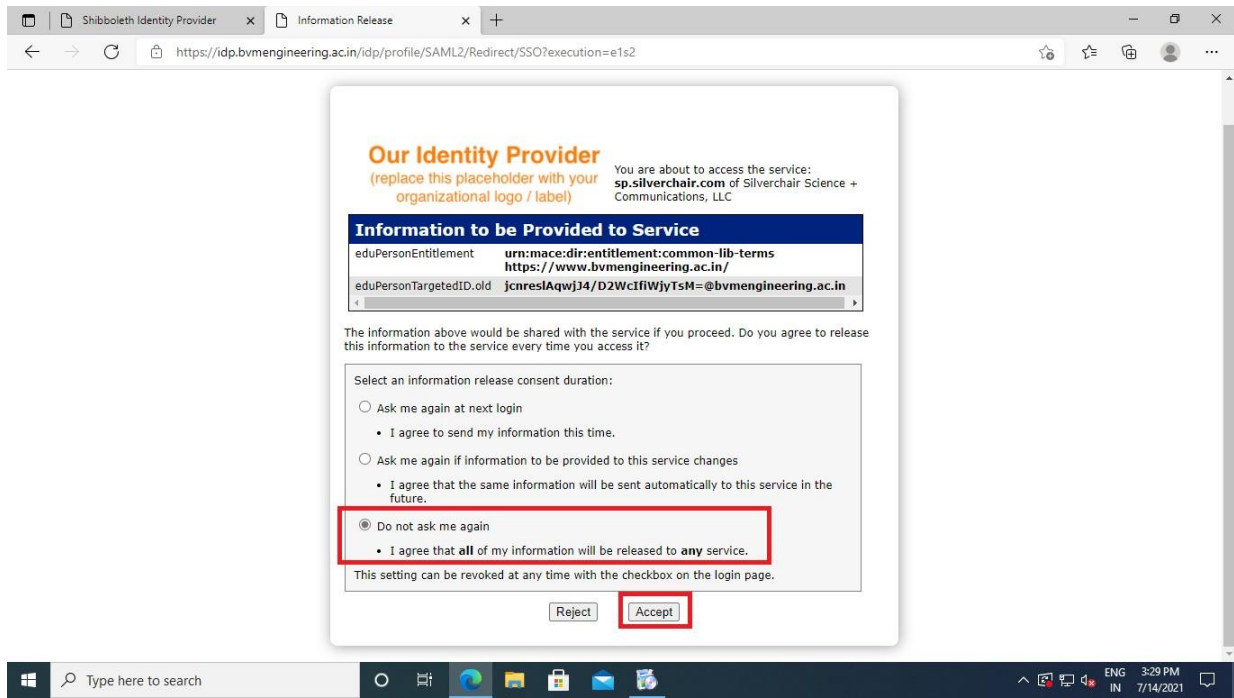 Shibboleth Identity Provider
Information Release
https://idp.bvmengineering.ac.in/idp/profile/SAML2/Redirect/SSO?execution=e1s2
Our Identity Provider
(replace this placeholder with your
organizational logo / label)
You are about to access the service:
sp.silverchair.com of Silverchair Science +
Communications, LLC
Information to be Provided to Service
eduPersonEntitlement urn:mace:dir:entitlement:common-lib-terms
https://www.bvmengineering.ac.in/
eduPersonTargetedID.old jcnreslAqwjJ4/D2WcIfiWjyTsM=@bvmengineering.ac.in
The information above would be shared with the service if you proceed. Do you agree to release
this information to the service every time you access it?
Select an information release consent duration:
Ask me again at next login
• I agree to send my information this time.
Ask me again if information to be provided to this service changes
• I agree that the same information will be sent automatically to this service in the
future.
Do not ask me again
• I agree that all of my information will be released to any service.
This setting can be revoked at any time with the checkbox on the login page.
Reject Accept
Type here to search
ENG 3:29 PM
IN 7/14/2021